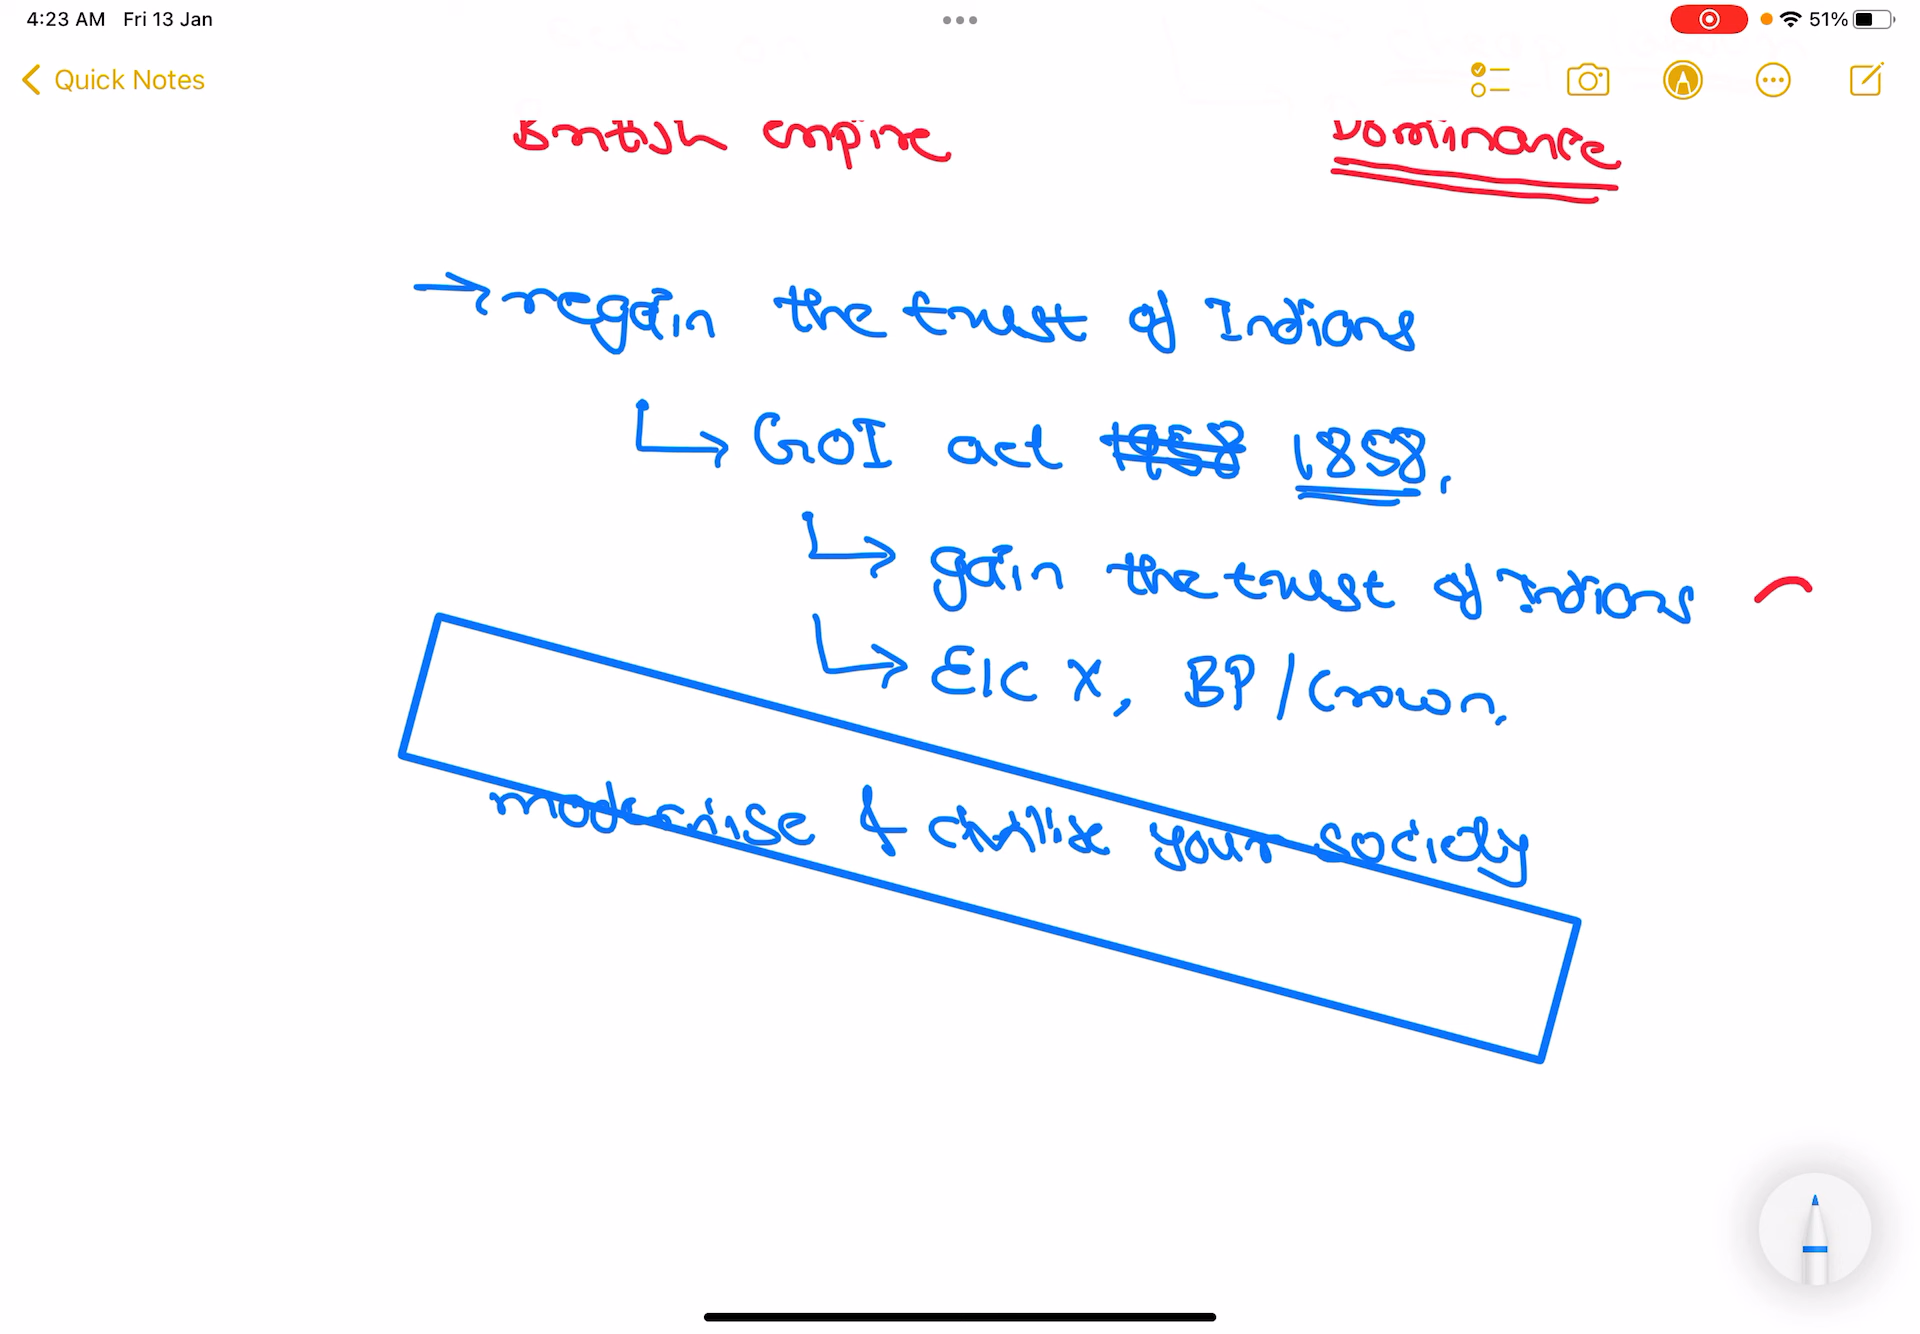 4:23 AM Fri 13 Jan 51%
Quick Notes
British empire Dominance
→ regain the trust of Indians
↳ GOI act 1958 1858.
↳ gain the trust of Indians
↳ EIC X, BP/Crown.
modernise & civilise your society